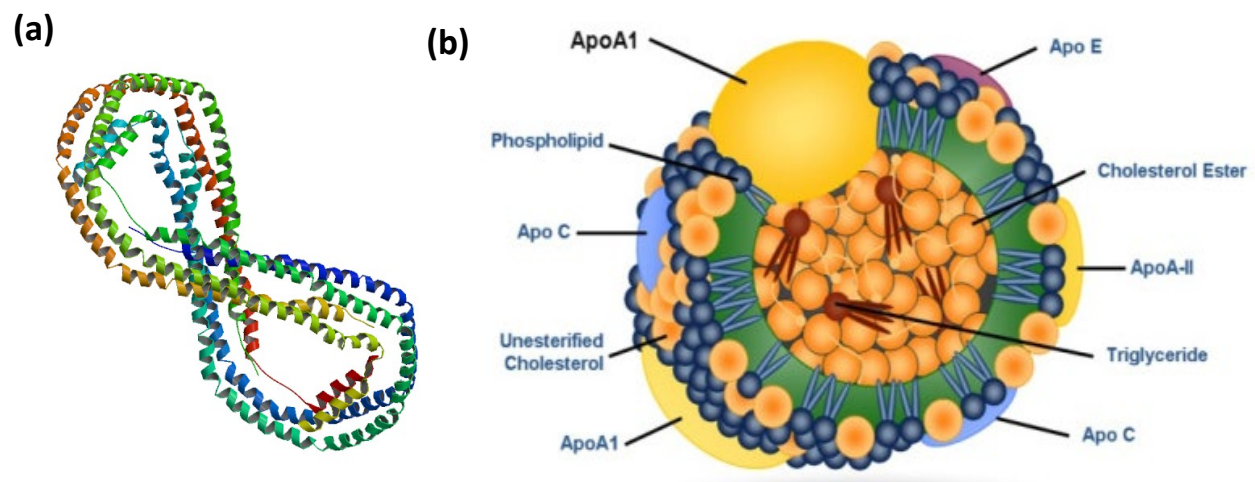 (a)
(b)
ApoA1
Apo E
Phospholipid
Cholesterol Ester
Apo C
ApoA-II
Unesterified
Cholesterol
Triglyceride
ApoA1
Apo C